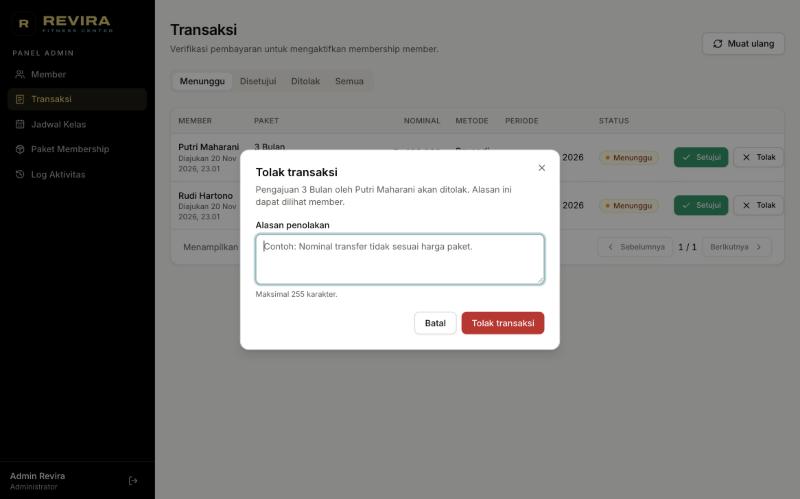 R REVIRA
FITNESS CENTER
PANEL ADMIN
Member
Transaksi
Jadwal Kelas
Paket Membership
Log Aktivitas
Admin Revira
Administrator
Transaksi
Verifikasi pembayaran untuk mengaktifkan membership member.
Muat ulang
Menunggu Disetujui Ditolak Semua
MEMBER PAKET NOMINAL METODE PERIODE STATUS
Putri Maharani 3 Bulan
Diajukan 20 Nov 2026 Menunggu Setujui Tolak
2026, 23.01
Rudi Hartono
Diajukan 20 Nov 2026 Menunggu Setujui Tolak
2026, 23.01
Menampilkan Sebelumnya 1 / 1 Berikutnya
Tolak transaksi
Pengajuan 3 Bulan oleh Putri Maharani akan ditolak. Alasan ini
dapat dilihat member.
Alasan penolakan
Contoh: Nominal transfer tidak sesuai harga paket.
Maksimal 255 karakter.
Batal Tolak transaksi